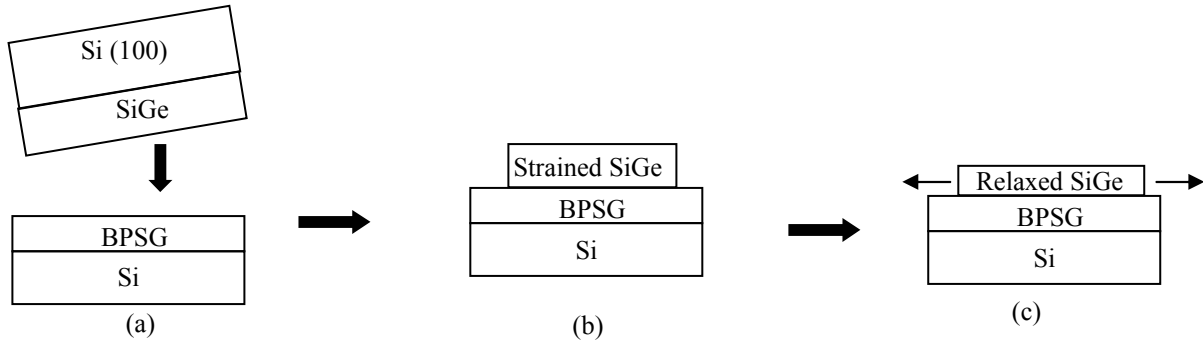 Si (100)
SiGe
BPSG
Si
(a)
Strained SiGe
BPSG
Si
(b)
Relaxed SiGe
BPSG
Si
(c)